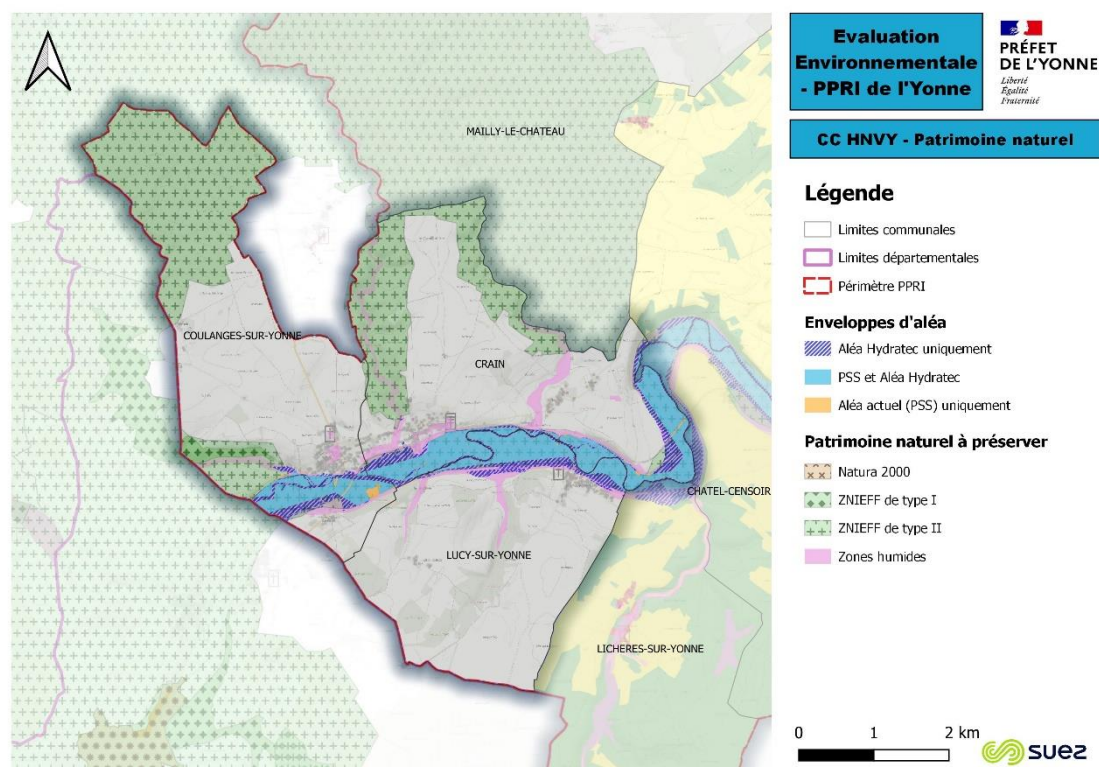 Evaluation
Environnementale
- PPRI de l'Yonne
PRÉFET
DE L'YONNE
Liberté
Égalité
Fraternité
CC HNVY - Patrimoine naturel
Légende
Limites communales
Limites départementales
Périmètre PPRI
Enveloppes d'aléa
Aléa Hydratec uniquement
PSS et Aléa Hydratec
Aléa actuel (PSS) uniquement
Patrimoine naturel à préserver
Natura 2000
ZNIEFF de type I
ZNIEFF de type II
Zones humides
MAILLY-LE-CHATEAU
COULANGES-SUR-YONNE
CRAIN
CHATEL-CENSOIR
LUCY-SUR-YONNE
LICHERES-SUR-YONNE
0 1 2 km
suez